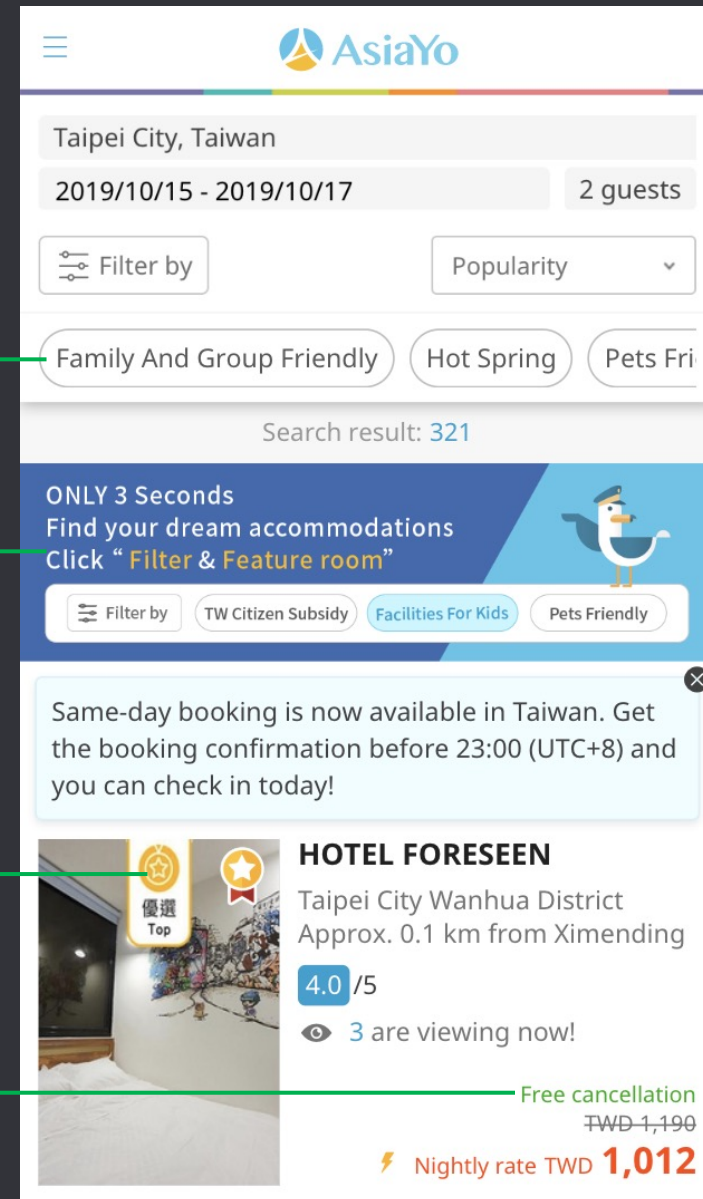 AsiaYo
Taipei City, Taiwan
2019/10/15 - 2019/10/17
2 guests
Filter by
Popularity
Family And Group Friendly
Hot Spring
Pets Fri
Search result: 321
ONLY 3 Seconds
Find your dream accommodations
Click “ Filter & Feature room”
Filter by
TW Citizen Subsidy
Facilities For Kids
Pets Friendly
Same-day booking is now available in Taiwan. Get
the booking confirmation before 23:00 (UTC+8) and
you can check in today!
優選
Top
HOTEL FORESEEN
Taipei City Wanhua District
Approx. 0.1 km from Ximending
4.0 /5
3 are viewing now!
Free cancellation
TWD 1,190
Nightly rate TWD 1,012